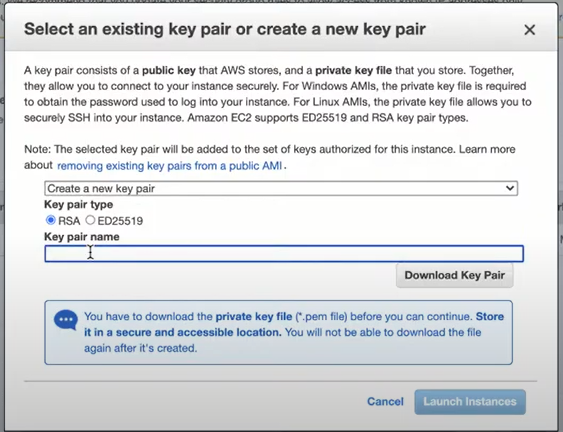 Select an existing key pair or create a new key pair
A key pair consists of a public key that AWS stores, and a private key file that you store. Together,
they allow you to connect to your instance securely. For Windows AMIs, the private key file is required
to obtain the password used to log into your instance. For Linux AMIs, the private key file allows you to
securely SSH into your instance. Amazon EC2 supports ED25519 and RSA key pair types.
Note: The selected key pair will be added to the set of keys authorized for this instance. Learn more
about removing existing key pairs from a public AMI.
Create a new key pair
Key pair type
RSA ED25519
Key pair name
Download Key Pair
You have to download the private key file (*.pem file) before you can continue. Store
it in a secure and accessible location. You will not be able to download the file
again after it's created.
Cancel Launch Instances